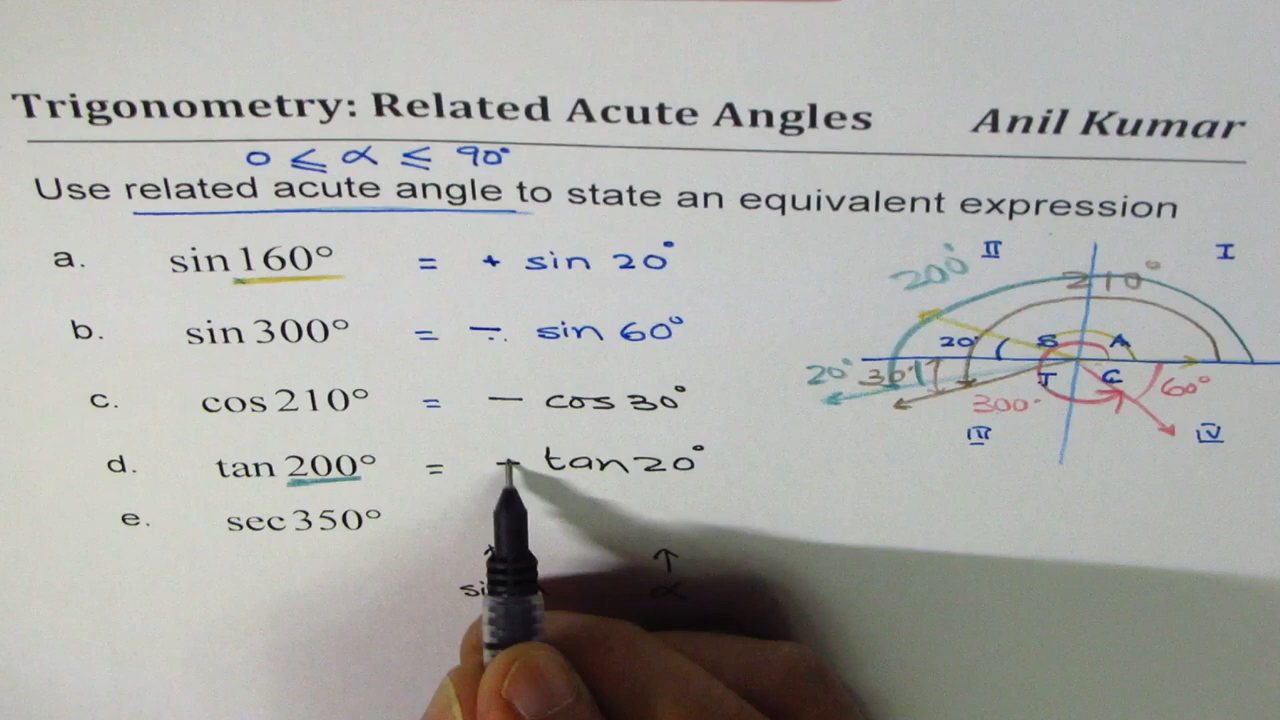 Trigonometry: Related Acute Angles Anil Kumar
0 ⩽ α ⩽ 90°
Use related acute angle to state an equivalent expression
a. sin 160° = + sin 20°
b. sin 300° = - sin 60°
c. cos 210° = - cos 30°
d. tan 200° = + tan 20°
e. sec 350°
α
II I
200° 210°
20° S A
20° 30° T C 60°
300°
III IV